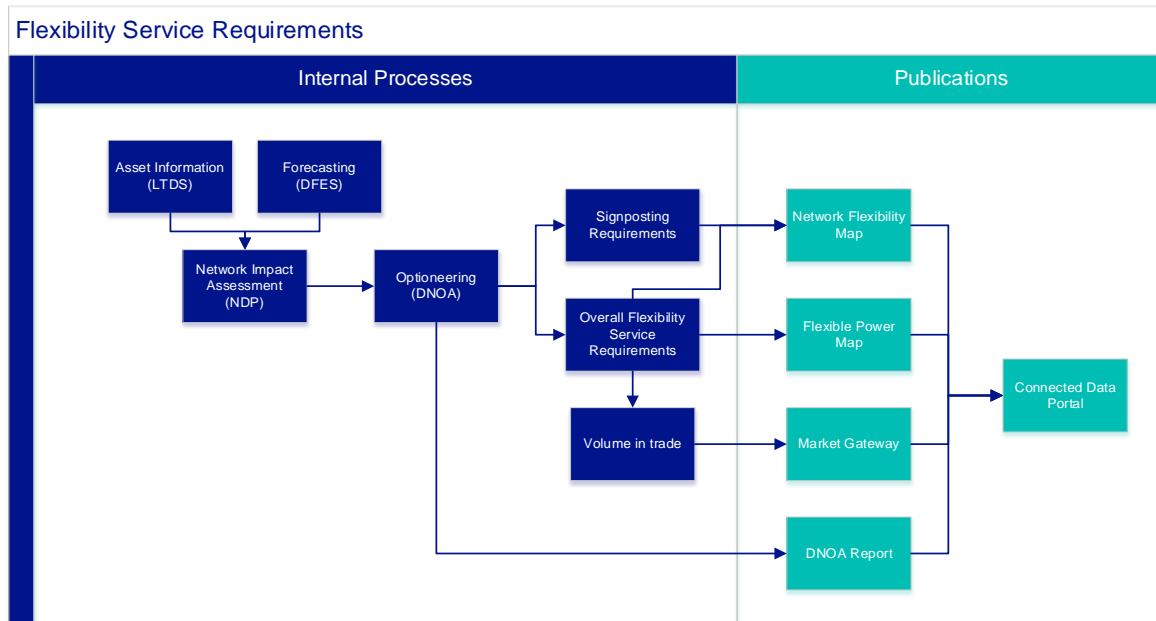 Flexibility Service Requirements
Internal Processes
Publications
Asset Information
(LTDS)
Forecasting
(DFES)
Network Impact
Assessment
(NDP)
Optioneering
(DNOA)
Signposting
Requirements
Overall Flexibility
Service
Requirements
Volume in trade
Network Flexibility
Map
Flexible Power
Map
Market Gateway
DNOA Report
Connected Data
Portal